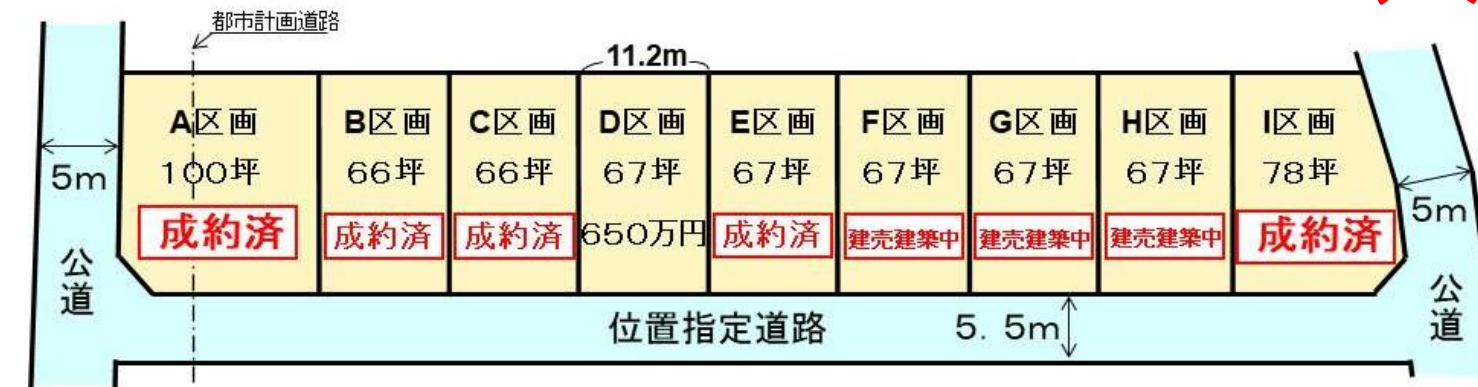 都市計画道路
11.2m
A区画
B区画
C区画
D区画
E区画
F区画
G区画
H区画
I区画
100坪
66坪
66坪
67坪
67坪
67坪
67坪
67坪
78坪
成約済
成約済
成約済
650万円
成約済
建売建築中
建売建築中
建売建築中
成約済
5m
5m
公道
公道
位置指定道路
5.5m